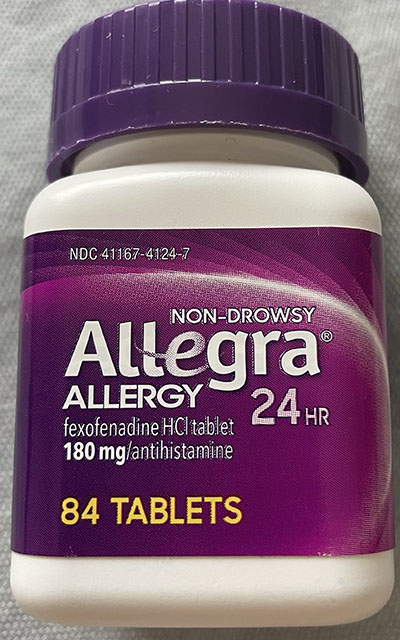 NDC 41167-4124-7
NON-DROWSY
Allegra®
ALLERGY
24 HR
fexofenadine HCl tablet
180 mg/antihistamine
84 TABLETS